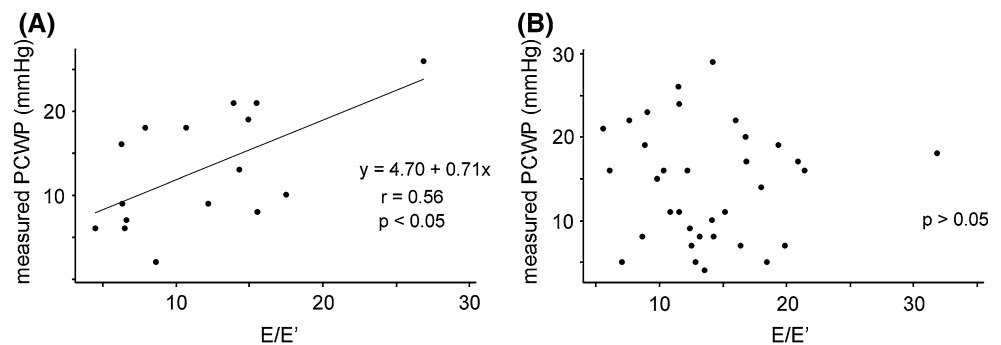 (A)
measured PCWP (mmHg)
20
10
y = 4.70 + 0.71x
r = 0.56
p < 0.05
10
20
30
E/E’
(B)
measured PCWP (mmHg)
30
20
10
p > 0.05
10
20
30
E/E’